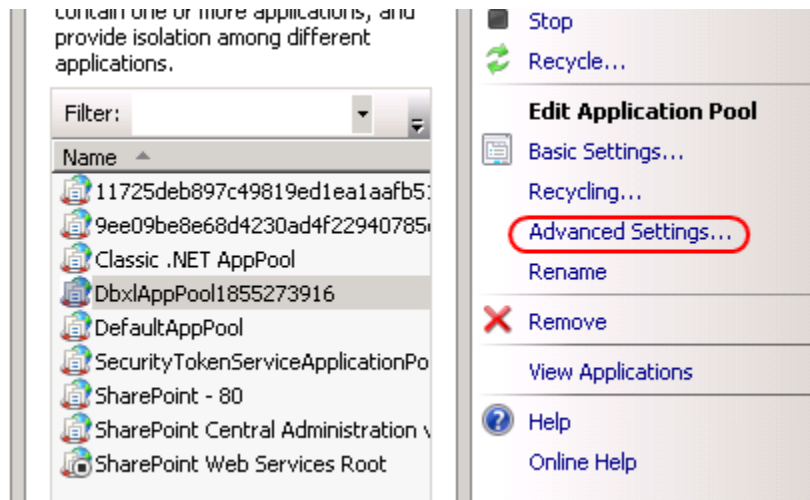 contain one or more applications, and
provide isolation among different
applications.
Filter:
Name
11725deb897c49819ed1ea1aafb51
9ee09be8e68d4230ad4f22940785
Classic .NET AppPool
DbxlAppPool1855273916
DefaultAppPool
SecurityTokenServiceApplicationPo
SharePoint - 80
SharePoint Central Administration
SharePoint Web Services Root
Stop
Recycle...
Edit Application Pool
Basic Settings...
Recycling...
Advanced Settings...
Rename
Remove
View Applications
Help
Online Help